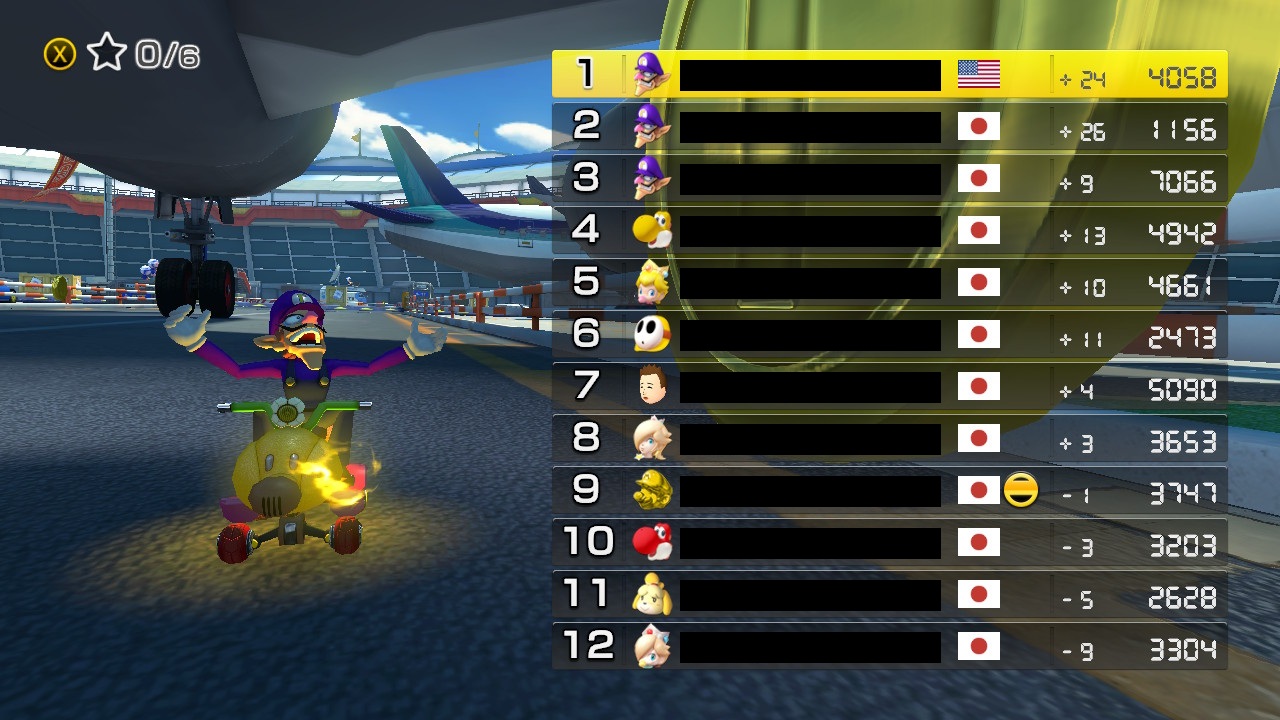 X 0/6
1 + 24 4058
2 + 26 1156
3 + 9 7066
4 + 13 4942
5 + 10 4661
6 + 11 2473
7 + 4 5090
8 + 3 3653
9 - 1 3747
10 - 3 3203
11 - 5 2628
12 - 9 3304